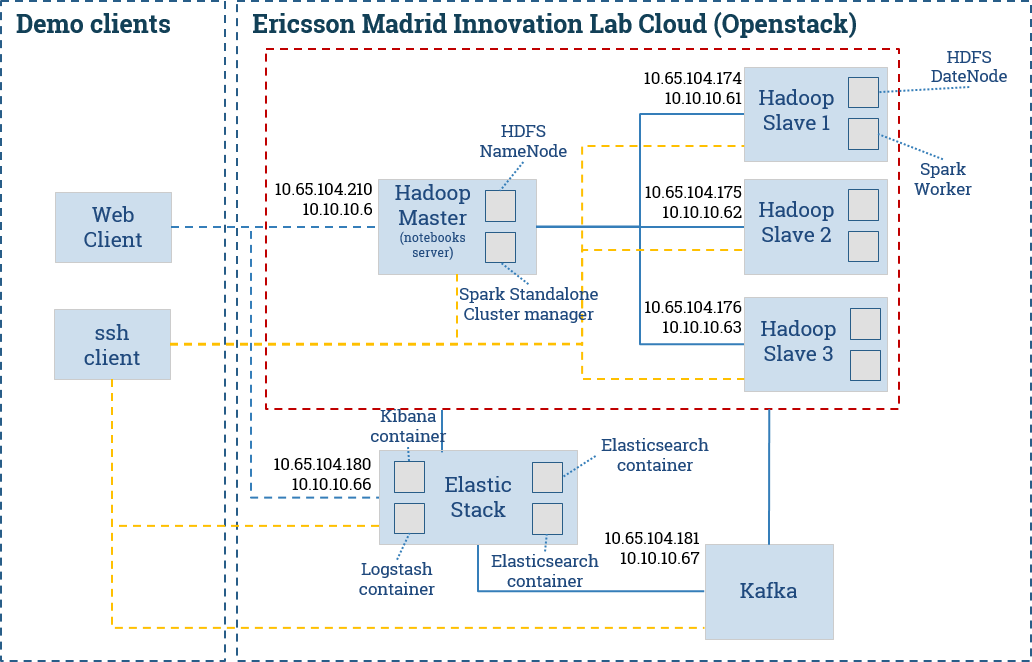 Demo clients
Ericsson Madrid Innovation Lab Cloud (Openstack)
HDFS
DateNode
10.65.104.174
10.10.10.61
Hadoop
Slave 1
Spark
Worker
HDFS
NameNode
10.65.104.210
10.10.10.6
Hadoop
Master
(notebooks
server)
10.65.104.175
10.10.10.62
Hadoop
Slave 2
Web
Client
Spark Standalone
Cluster manager
10.65.104.176
10.10.10.63
Hadoop
Slave 3
ssh
client
Kibana
container
10.65.104.180
10.10.10.66
Elastic
Stack
Elasticsearch
container
Logstash
container
Elasticsearch
container
10.65.104.181
10.10.10.67
Kafka